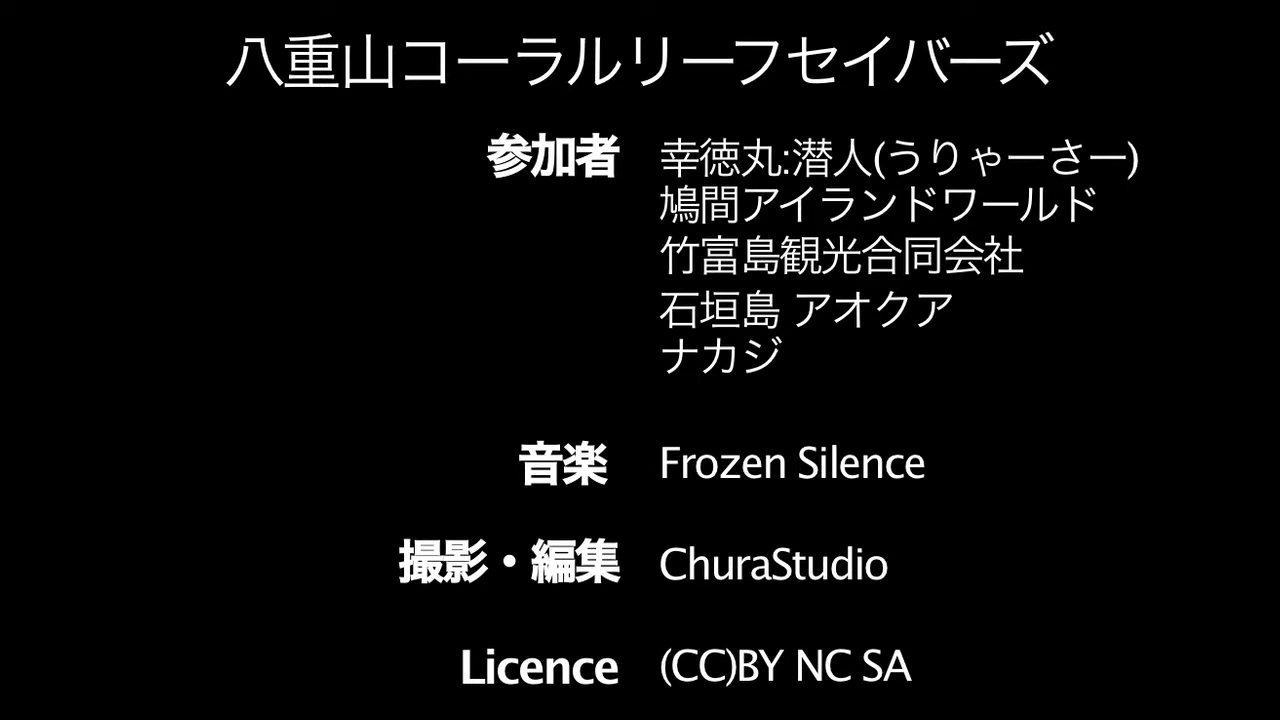 八重山コーラルリーフセイバーズ
参加者 幸徳丸:潜人(うりゃーさー)
鳩間アイランドワールド
竹富島観光合同会社
石垣島 アオクア
ナカジ
音楽 Frozen Silence
撮影・編集 ChuraStudio
Licence (CC)BY NC SA